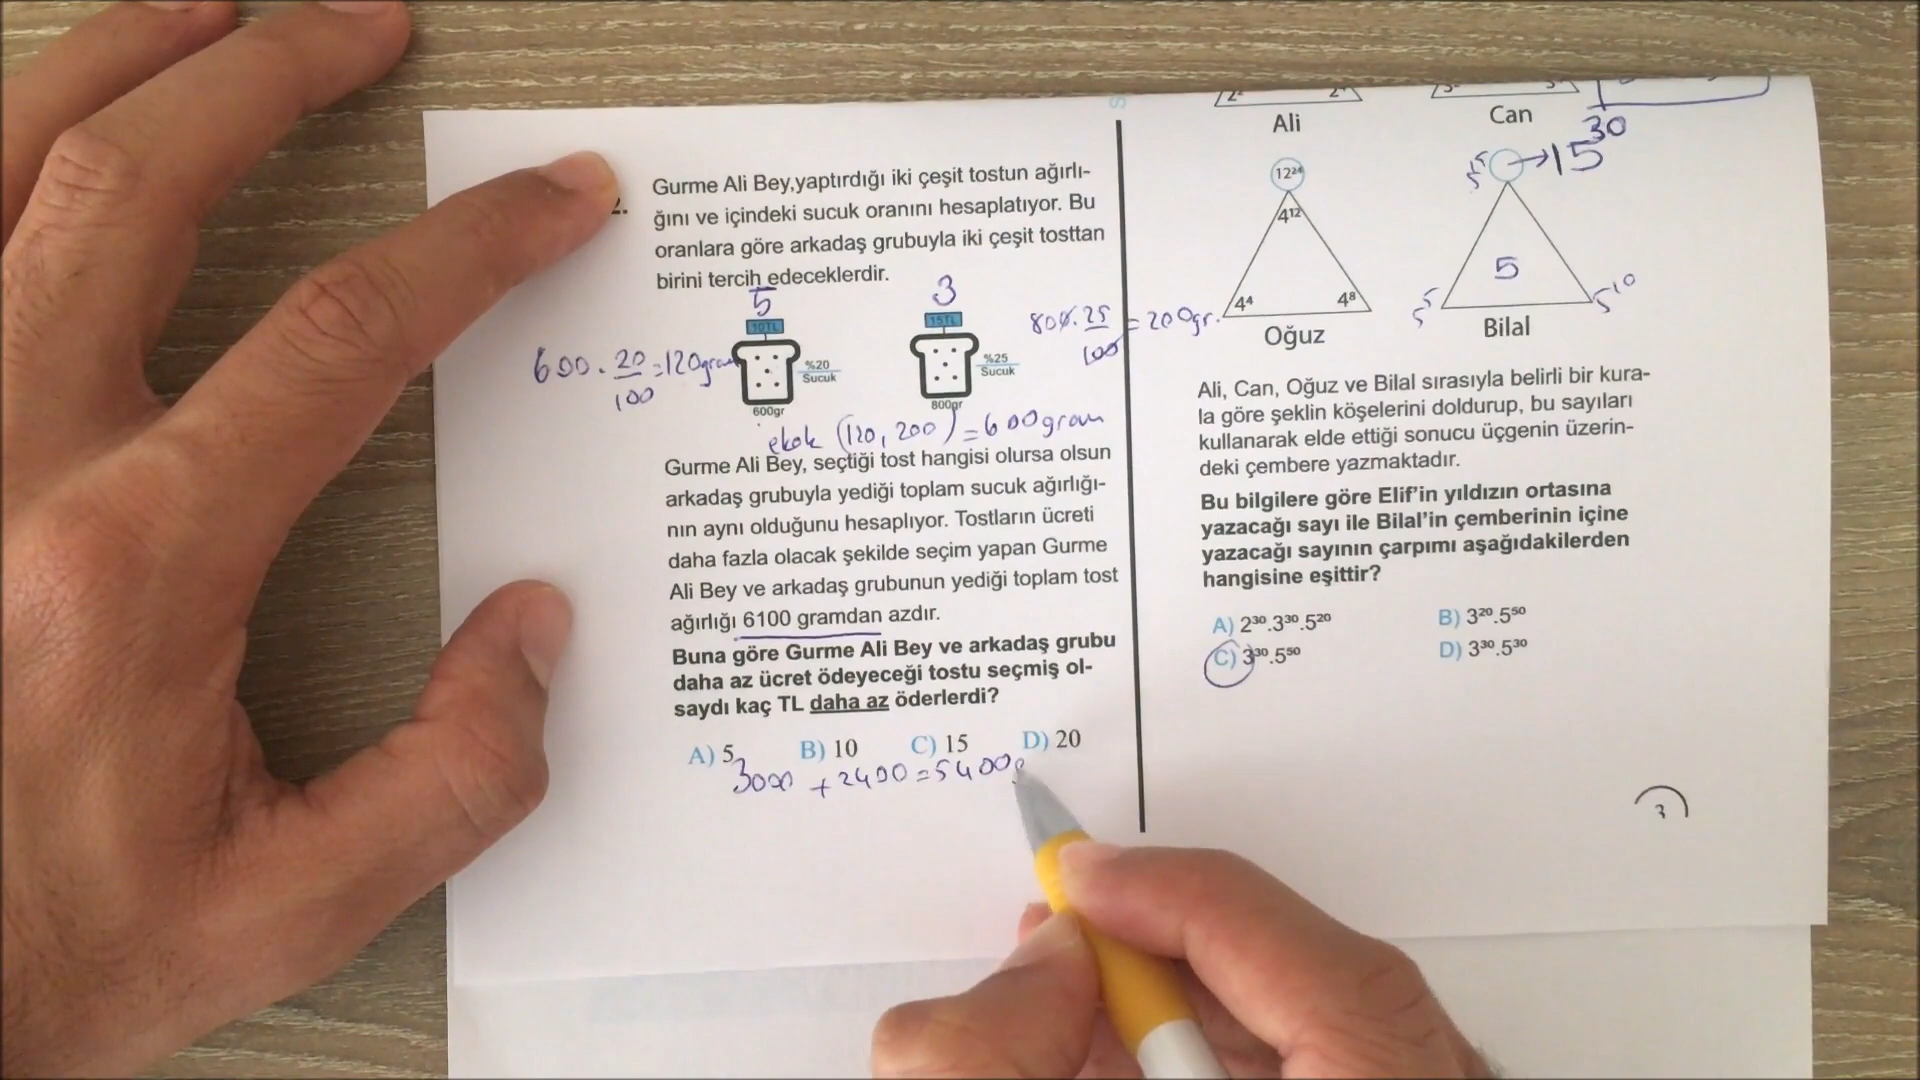 2.
Gurme Ali Bey,yaptırdığı iki çeşit tostun ağırlı-
ğını ve içindeki sucuk oranını hesaplatıyor. Bu
oranlara göre arkadaş grubuyla iki çeşit tosttan
birini tercih edeceklerdir.
5
3
10TL
15TL
600 . 20/100 = 120gram
%20
Sucuk
600gr
%25
Sucuk
800gr
800 . 25/100 = 200gr.
ekok (120, 200) = 600gram
Gurme Ali Bey, seçtiği tost hangisi olursa olsun
arkadaş grubuyla yediği toplam sucuk ağırlığı-
nın aynı olduğunu hesaplıyor. Tostların ücreti
daha fazla olacak şekilde seçim yapan Gurme
Ali Bey ve arkadaş grubunun yediği toplam tost
ağırlığı 6100 gramdan azdır.
Buna göre Gurme Ali Bey ve arkadaş grubu
daha az ücret ödeyeceği tostu seçmiş ol-
saydı kaç TL daha az öderlerdi?
A) 5 B) 10 C) 15 D) 20
3000 + 2400 = 5400g
Ali
Can
12²⁴
4¹²
4⁴ 4⁸
Oğuz
5¹⁵ →15³⁰
5
5⁵ 5¹⁰
Bilal
Ali, Can, Oğuz ve Bilal sırasıyla belirli bir kura-
la göre şeklin köşelerini doldurup, bu sayıları
kullanarak elde ettiği sonucu üçgenin üzerin-
deki çembere yazmaktadır.
Bu bilgilere göre Elif'in yıldızın ortasına
yazacağı sayı ile Bilal'in çemberinin içine
yazacağı sayının çarpımı aşağıdakilerden
hangisine eşittir?
A) 2³⁰.3³⁰.5²⁰ B) 3²⁰.5⁵⁰
C) 3³⁰.5⁵⁰ D) 3³⁰.5³⁰
3